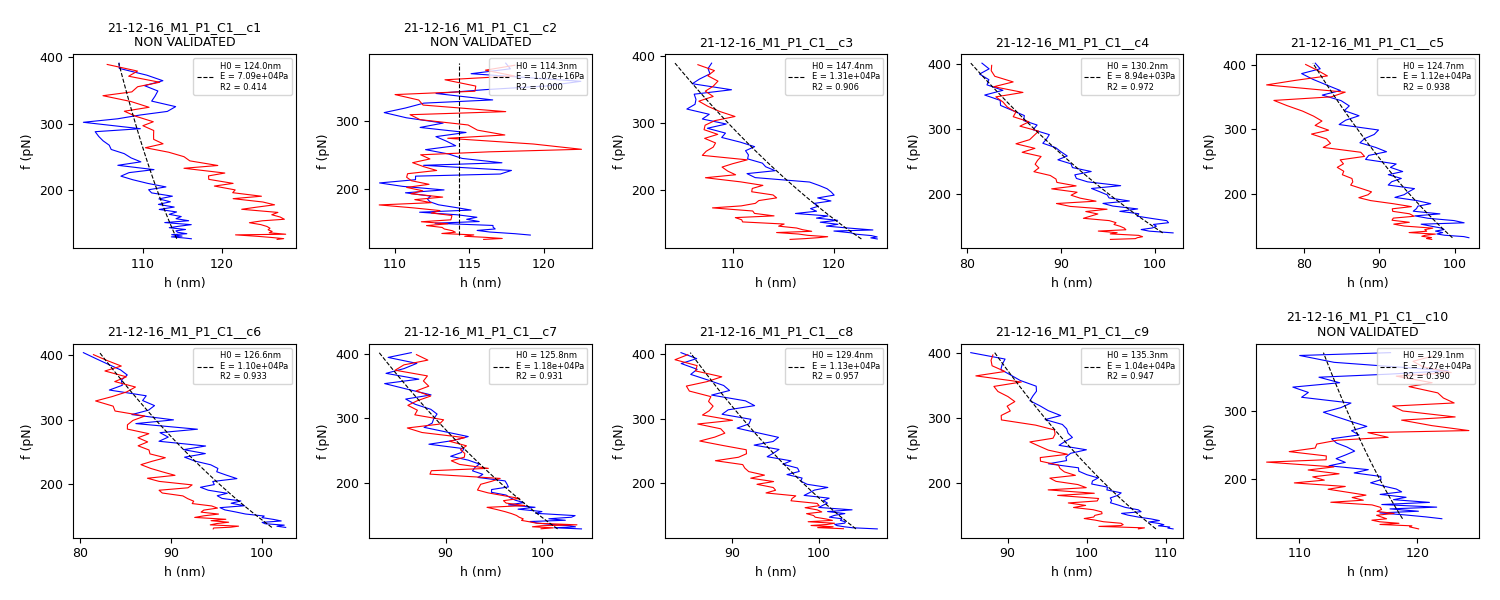 21-12-16_M1_P1_C1__c1
NON VALIDATED
400
300
200
f (pN)
110
120
h (nm)
H0 = 124.0nm
E = 7.09e+04Pa
R2 = 0.414
21-12-16_M1_P1_C1__c2
NON VALIDATED
300
200
f (pN)
110
115
120
h (nm)
H0 = 114.3nm
E = 1.07e+16Pa
R2 = 0.000
21-12-16_M1_P1_C1__c3
400
300
200
f (pN)
110
120
h (nm)
H0 = 147.4nm
E = 1.31e+04Pa
R2 = 0.906
21-12-16_M1_P1_C1__c4
400
300
200
f (pN)
80
90
100
h (nm)
H0 = 130.2nm
E = 8.94e+03Pa
R2 = 0.972
21-12-16_M1_P1_C1__c5
400
300
200
f (pN)
80
90
100
h (nm)
H0 = 124.7nm
E = 1.12e+04Pa
R2 = 0.938
21-12-16_M1_P1_C1__c6
400
300
200
f (pN)
80
90
100
h (nm)
H0 = 126.6nm
E = 1.10e+04Pa
R2 = 0.933
21-12-16_M1_P1_C1__c7
400
300
200
f (pN)
90
100
h (nm)
H0 = 125.8nm
E = 1.18e+04Pa
R2 = 0.931
21-12-16_M1_P1_C1__c8
400
300
200
f (pN)
90
100
h (nm)
H0 = 129.4nm
E = 1.13e+04Pa
R2 = 0.957
21-12-16_M1_P1_C1__c9
400
300
200
f (pN)
90
100
110
h (nm)
H0 = 135.3nm
E = 1.04e+04Pa
R2 = 0.947
21-12-16_M1_P1_C1__c10
NON VALIDATED
300
200
f (pN)
110
120
h (nm)
H0 = 129.1nm
E = 7.27e+04Pa
R2 = 0.390